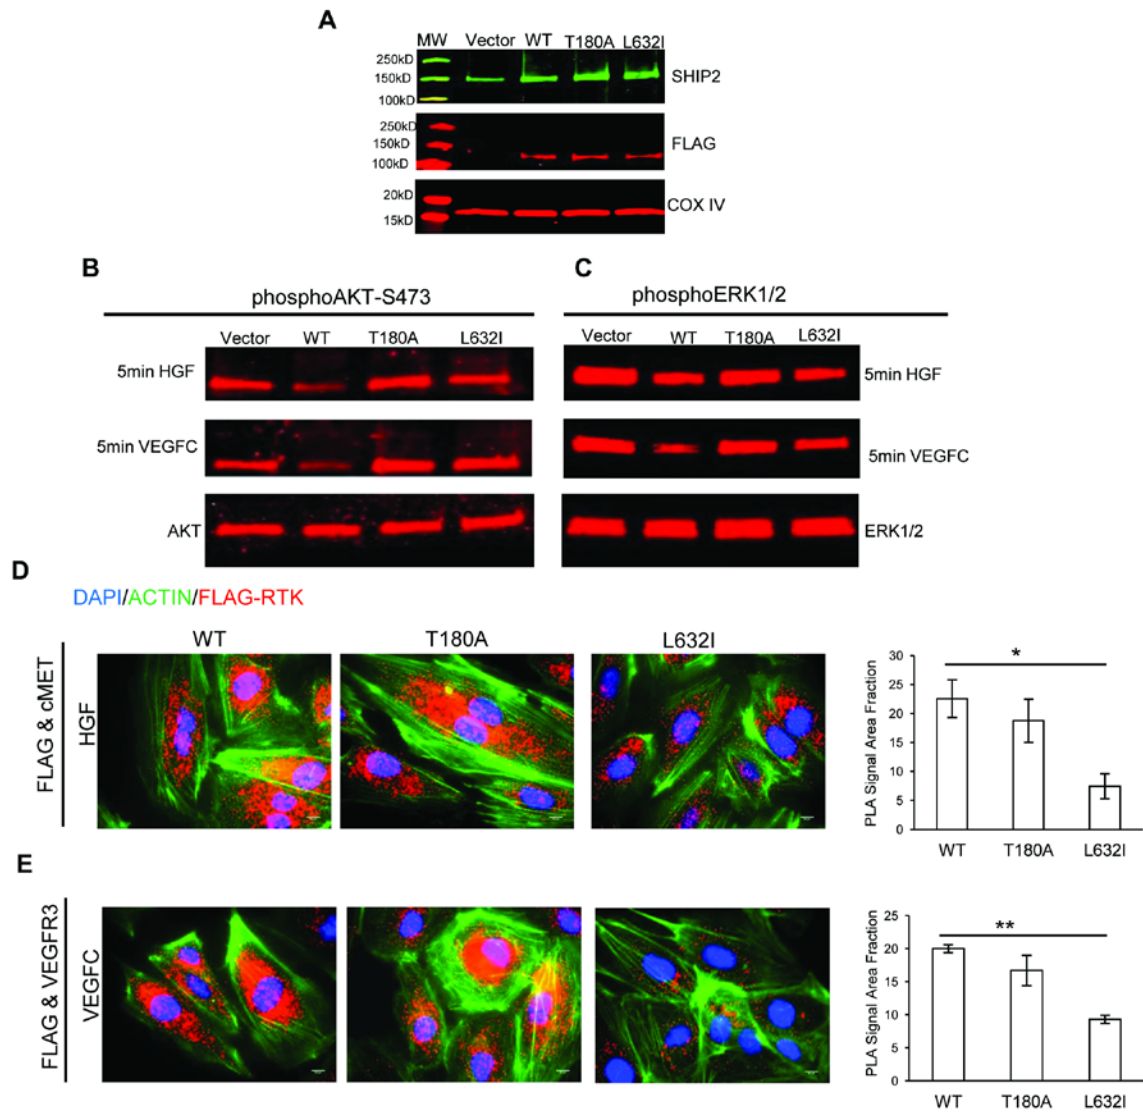 A
MW Vector WT T180A L632I
250kD
150kD
100kD
SHIP2
250kD
150kD
100kD
FLAG
20kD
15kD
COX IV
B
phosphoAKT-S473
Vector WT T180A L632I
5min HGF
5min VEGFC
AKT
C
phosphoERK1/2
Vector WT T180A L632I
5min HGF
5min VEGFC
ERK1/2
D
DAPI/ACTIN/FLAG-RTK
WT T180A L632I
FLAG & cMET
HGF
PLA Signal Area Fraction
30
25
20
15
10
5
0
*
WT T180A L632I
E
FLAG & VEGFR3
VEGFC
PLA Signal Area Fraction
25
20
15
10
5
0
**
WT T180A L632I